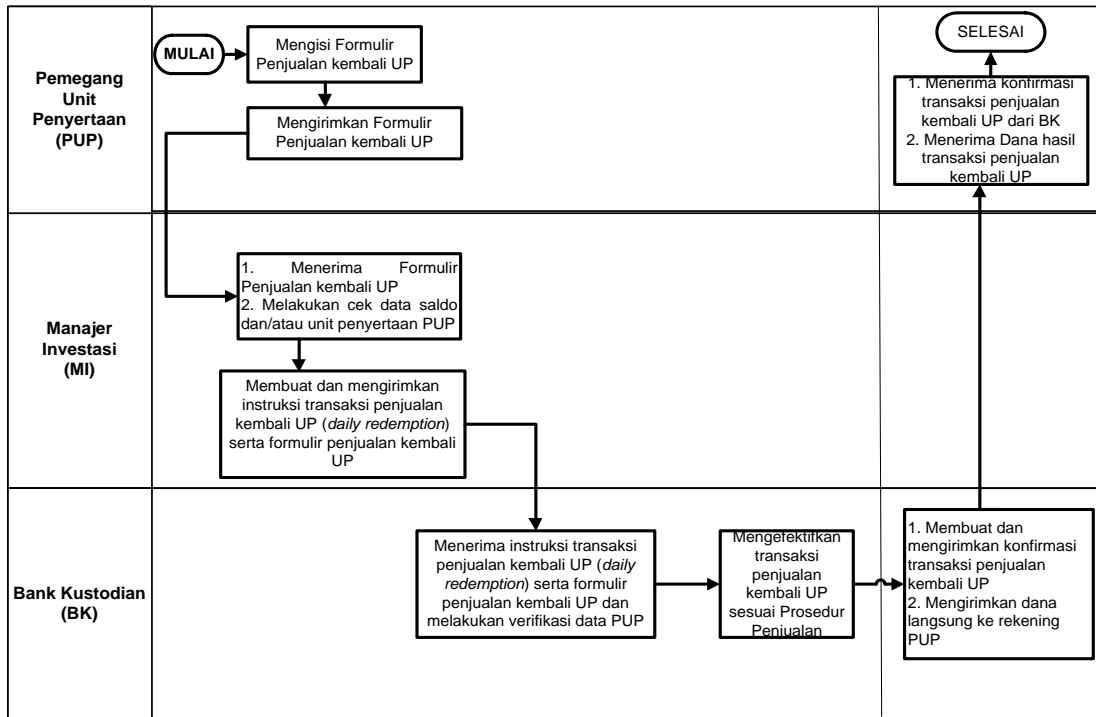 Pemegang
Unit
Penyertaan
(PUP)
MULAI
Mengisi Formulir
Penjualan kembali UP
Mengirimkan Formulir
Penjualan kembali UP
SELESAI
1. Menerima konfirmasi
transaksi penjualan
kembali UP dari BK
2. Menerima Dana hasil
transaksi penjualan
kembali UP
Manajer
Investasi
(MI)
1. Menerima Formulir
Penjualan kembali UP
2. Melakukan cek data saldo
dan/atau unit penyertaan PUP
Membuat dan mengirimkan
instruksi transaksi penjualan
kembali UP (daily redemption)
serta formulir penjualan kembali
UP
Bank Kustodian
(BK)
Menerima instruksi transaksi
penjualan kembali UP (daily
redemption) serta formulir
penjualan kembali UP dan
melakukan verifikasi data PUP
Mengefektifkan
transaksi
penjualan
kembali UP
sesuai Prosedur
Penjualan
1. Membuat dan
mengirimkan konfirmasi
transaksi penjualan
kembali UP
2. Mengirimkan dana
langsung ke rekening
PUP